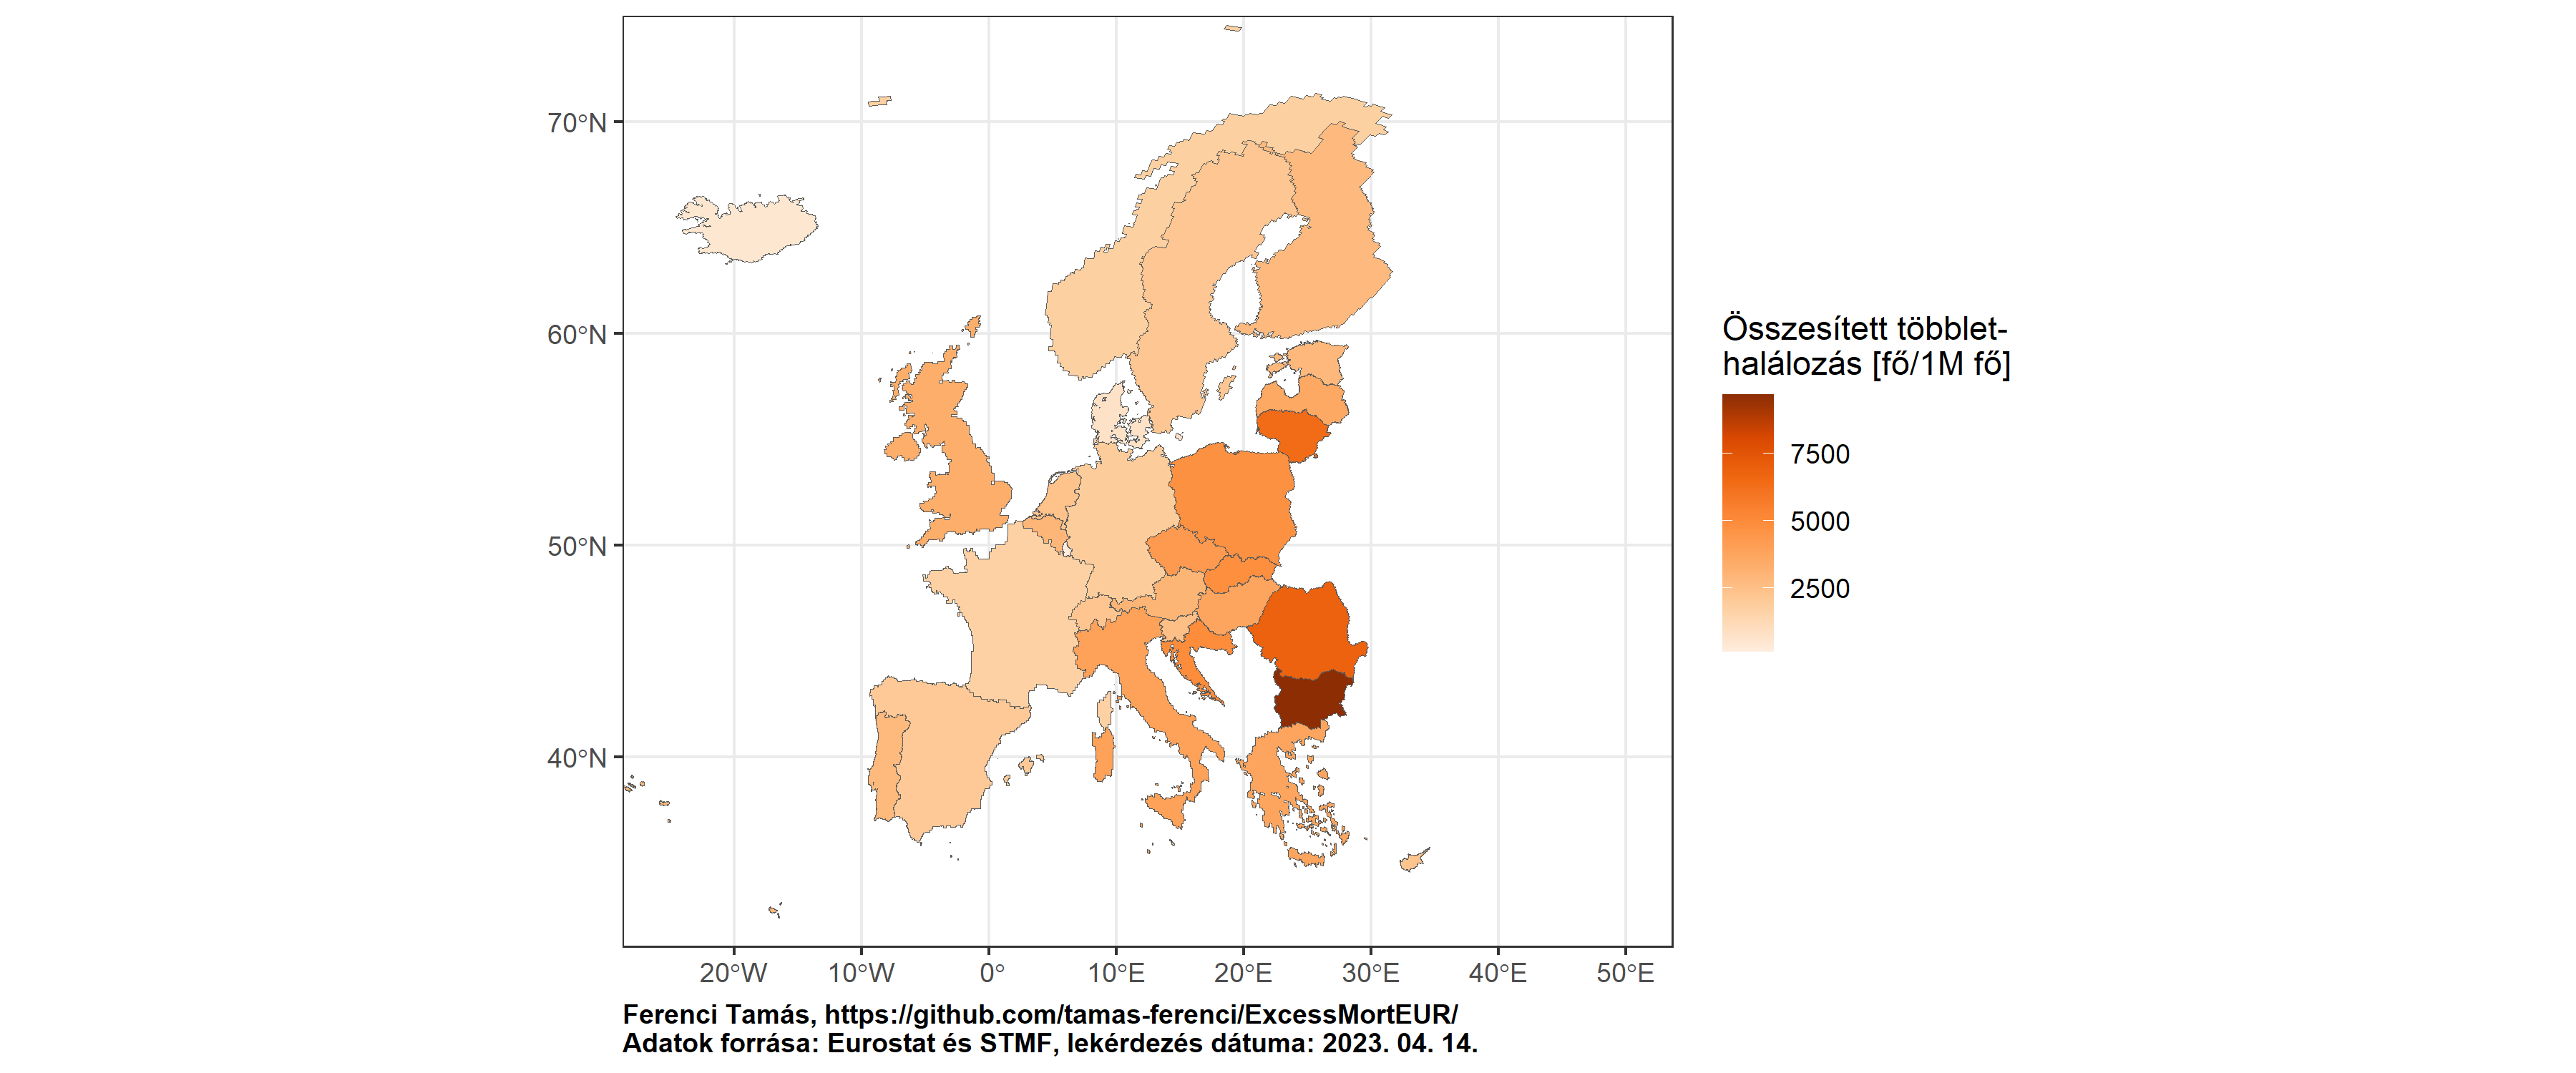 70°N
60°N
50°N
40°N
20°W 10°W 0° 10°E 20°E 30°E 40°E 50°E
Összesített többlet-
halálozás [fő/1M fő]
7500
5000
2500
Ferenci Tamás, https://github.com/tamas-ferenci/ExcessMortEUR/
Adatok forrása: Eurostat és STMF, lekérdezés dátuma: 2023. 04. 14.